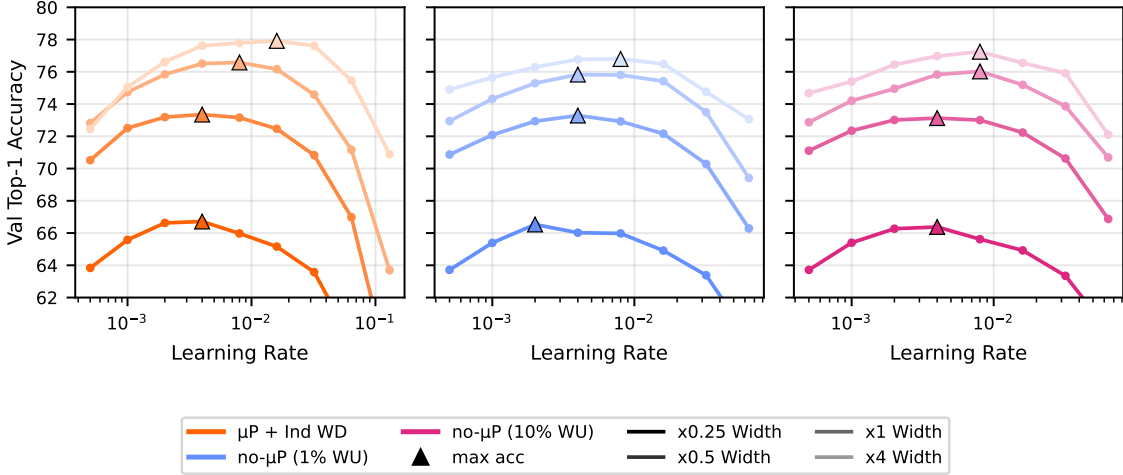 80
78
76
74
72
70
68
66
64
62
Val Top-1 Accuracy
10⁻³ 10⁻² 10⁻¹
10⁻³ 10⁻²
10⁻³ 10⁻²
Learning Rate
Learning Rate
Learning Rate
μP + Ind WD
no-μP (1% WU)
no-μP (10% WU)
max acc
x0.25 Width
x0.5 Width
x1 Width
x4 Width